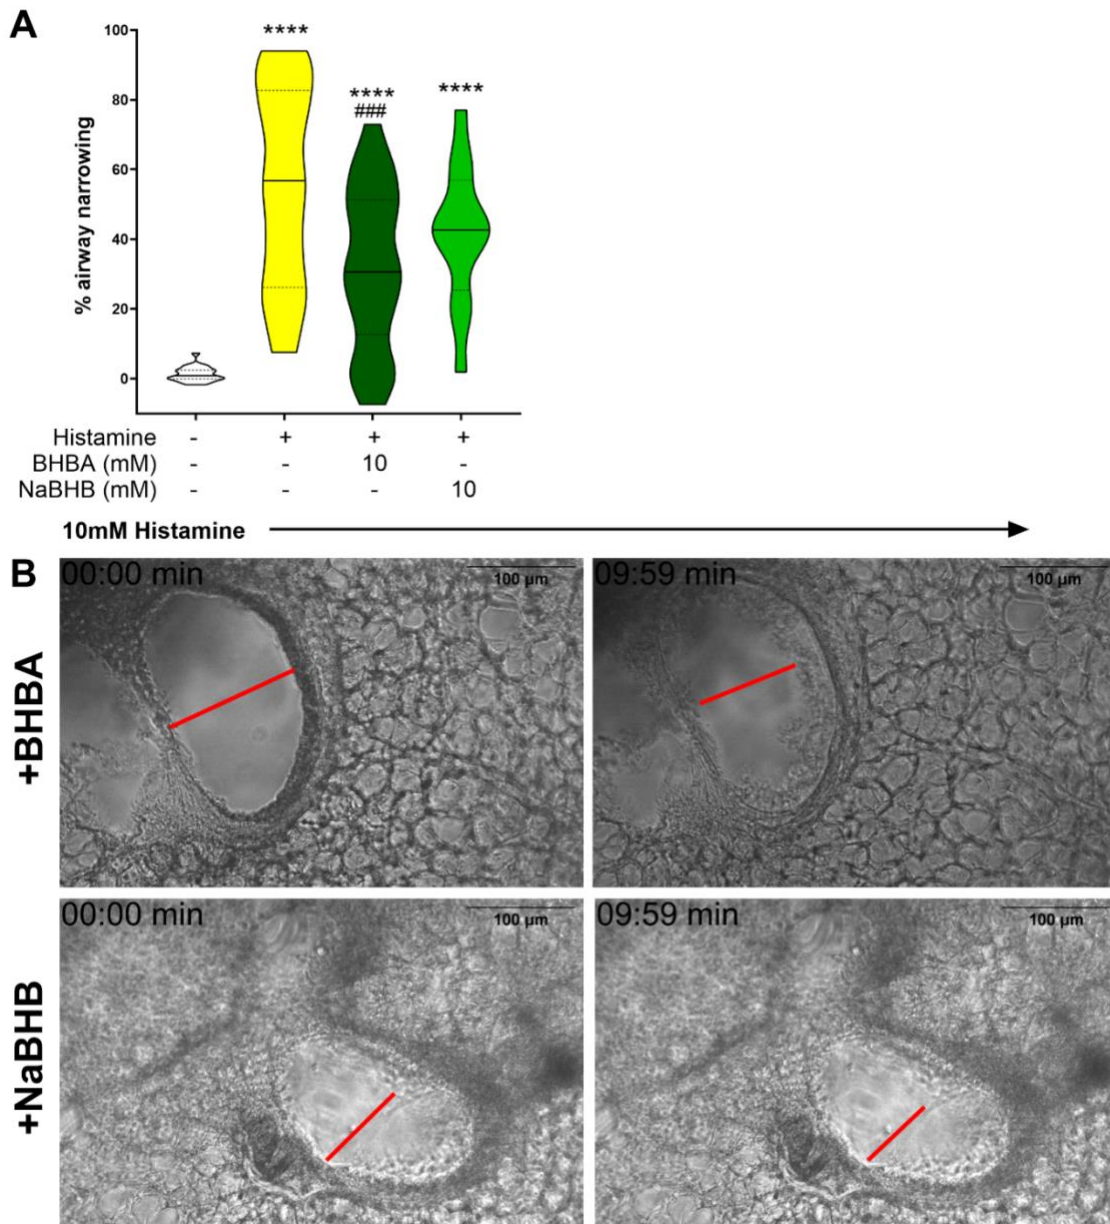 A
% airway narrowing
100
80
60
40
20
0
****
****
###
****
Histamine - + + +
BHBA (mM) - - 10 -
NaBHB (mM) - - - 10
10mM Histamine
B
+BHBA
00:00 min
100 µm
09:59 min
100 µm
+NaBHB
00:00 min
100 µm
09:59 min
100 µm